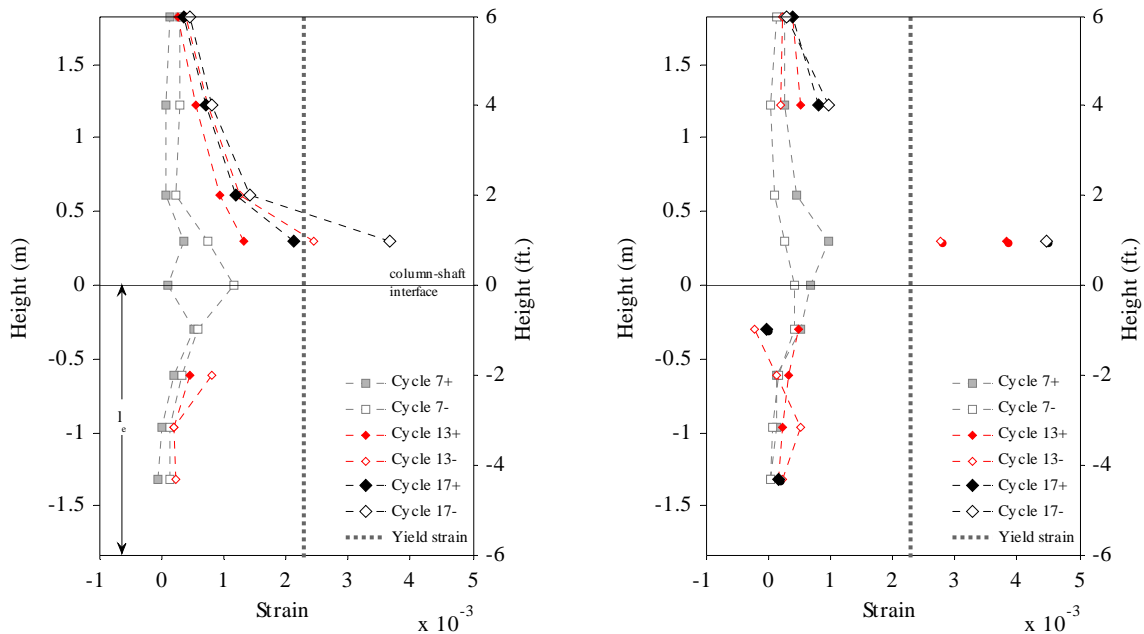 6
1.5
4
1
2
0.5
column-shaft
interface
0
0
-0.5
-2
-1
-4
-1.5
-6
-1
0
1
2
3
4
5
Strain
x 10⁻³
Height (m)
Height (ft.)
l
e
Cycle 7+
Cycle 7-
Cycle 13+
Cycle 13-
Cycle 17+
Cycle 17-
Yield strain
6
1.5
4
1
2
0.5
0
0
-0.5
-2
-1
-4
-1.5
-6
-1
0
1
2
3
4
5
Strain
x 10⁻³
Height (m)
Height (ft.)
Cycle 7+
Cycle 7-
Cycle 13+
Cycle 13-
Cycle 17+
Cycle 17-
Yield strain